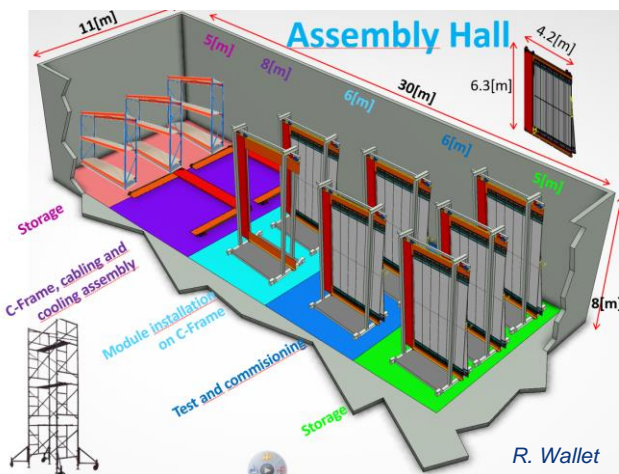 Assembly Hall
11[m]
5[m]
8[m]
6[m]
30[m]
6[m]
5[m]
4.2[m]
6.3[m]
8[m]
Storage
C-Frame, cabling and
cooling assembly
Module installation
on C-Frame
Test and commisioning
Storage
R. Wallet